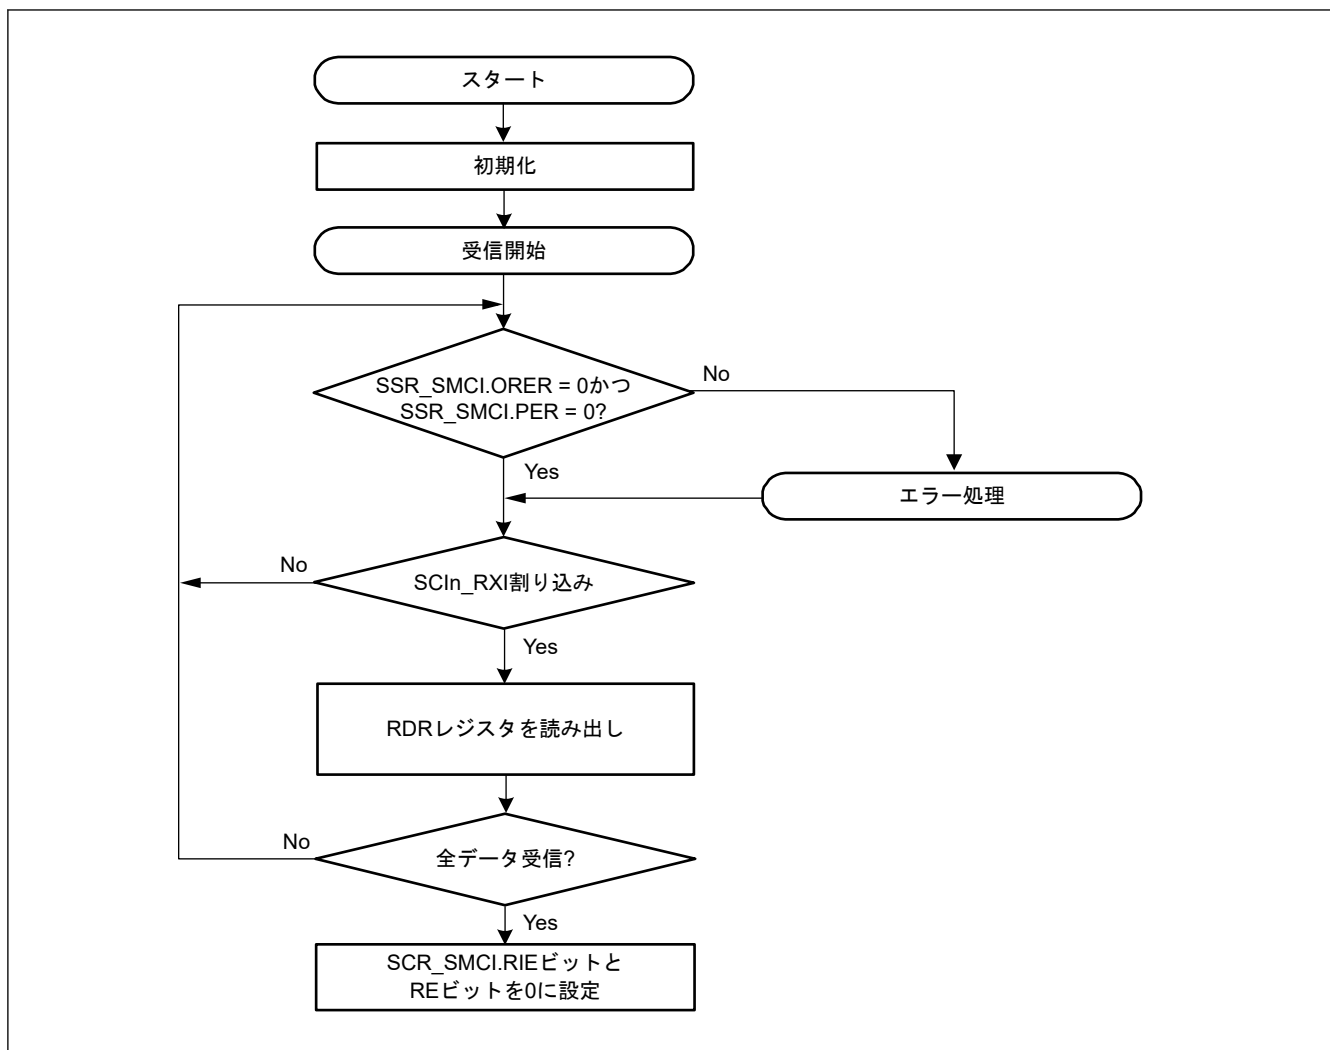 スタート
初期化
受信開始
SSR_SMCI.ORER = 0かつ
SSR_SMCI.PER = 0?
No
Yes
エラー処理
No
SCIn_RXI割り込み
Yes
RDRレジスタを読み出し
No
全データ受信?
Yes
SCR_SMCI.RIEビットと
REビットを0に設定